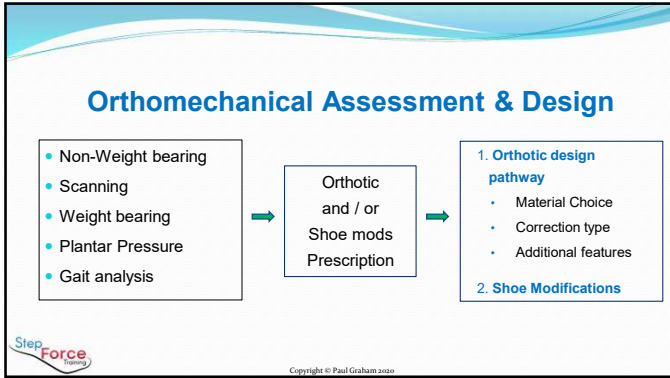 Orthomechanical Assessment & Design
• Non-Weight bearing
• Scanning
• Weight bearing
• Plantar Pressure
• Gait analysis
Orthotic
and / or
Shoe mods
Prescription
1. Orthotic design
pathway
• Material Choice
• Correction type
• Additional features
2. Shoe Modifications
Step
Force
Training
Copyright © Paul Graham 2020